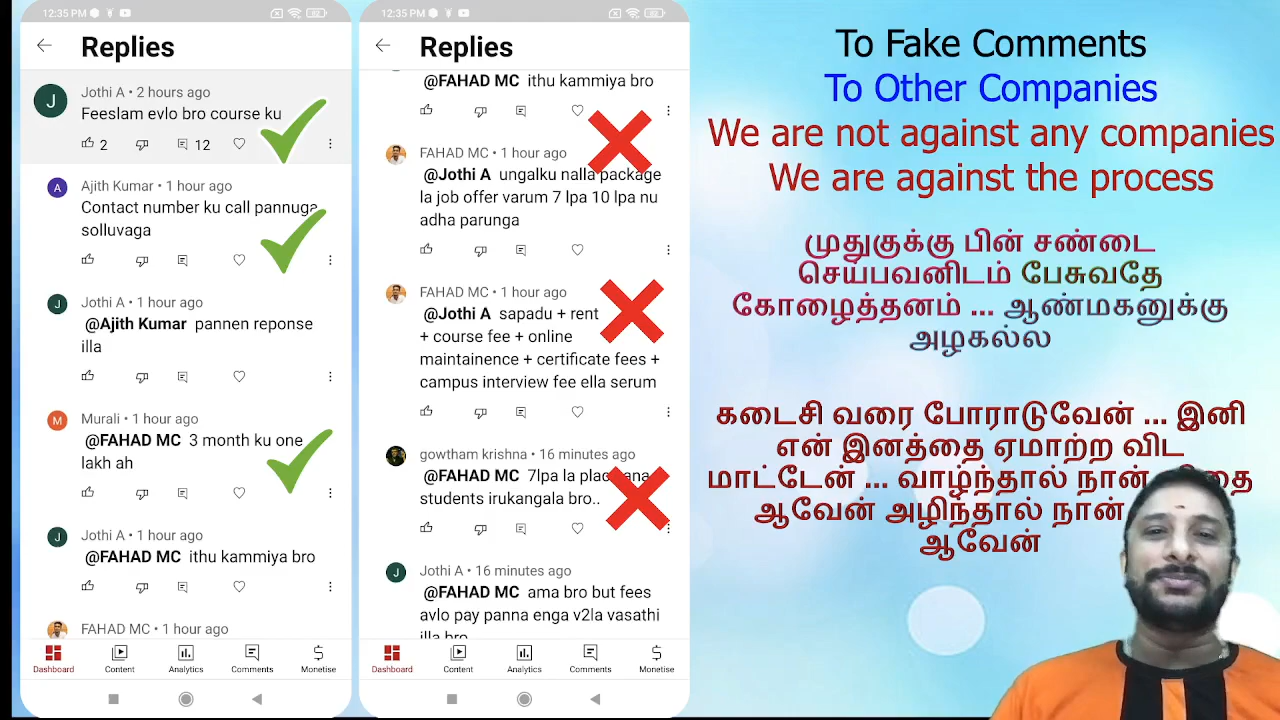 12:35 PM
82
Replies
Jothi A • 2 hours ago
Feeslam evlo bro course ku
2
12
Ajith Kumar • 1 hour ago
Contact number ku call pannuga
solluvaga
Jothi A • 1 hour ago
@Ajith Kumar pannen reponse
illa
Murali • 1 hour ago
@FAHAD MC 3 month ku one
lakh ah
Jothi A • 1 hour ago
@FAHAD MC ithu kammiya bro
FAHAD MC • 1 hour ago
Dashboard Content Analytics Comments Monetise
12:35 PM
82
Replies
@FAHAD MC ithu kammiya bro
FAHAD MC • 1 hour ago
@Jothi A ungalku nalla package
la job offer varum 7 lpa 10 lpa nu
adha parunga
FAHAD MC • 1 hour ago
@Jothi A sapadu + rent
+ course fee + online
maintainence + certificate fees +
campus interview fee ella serum
gowtham krishna • 16 minutes ago
@FAHAD MC 7lpa la
students irukangala bro..
Jothi A • 16 minutes ago
@FAHAD MC ama bro but fees
avlo pay panna enga v2la vasathi
illa bro
Dashboard Content Analytics Comments Monetise
To Fake Comments
To Other Companies
We are not against any companies
We are against the process
முதுகுக்கு பின் சண்டை
செய்பவனிடம் பேசுவதே
கோழைத்தனம் ... ஆண்மகனுக்கு
அழகல்ல
கடைசி வரை போராடுவேன் ... இனி
என் இனத்தை ஏமாற்ற விட
மாட்டேன் ... வாழ்ந்தால் நான்
ஆவேன் அழிந்தால் நான்
ஆவேன்